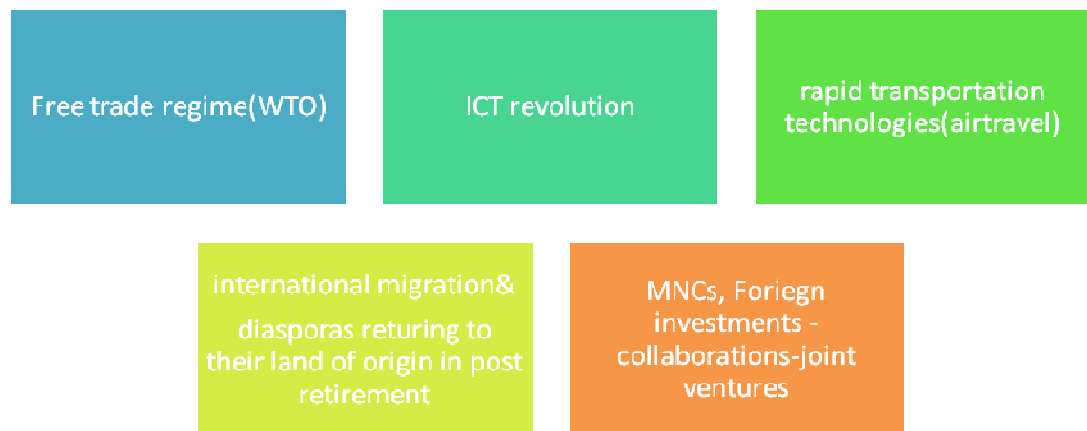 Free trade regime(WTO)
ICT revolution
rapid transportation
technologies(airtravel)
international migration&
diasporas returing to
their land of origin in post
retirement
MNCs, Foriegn
investments -
collaborations-joint
ventures